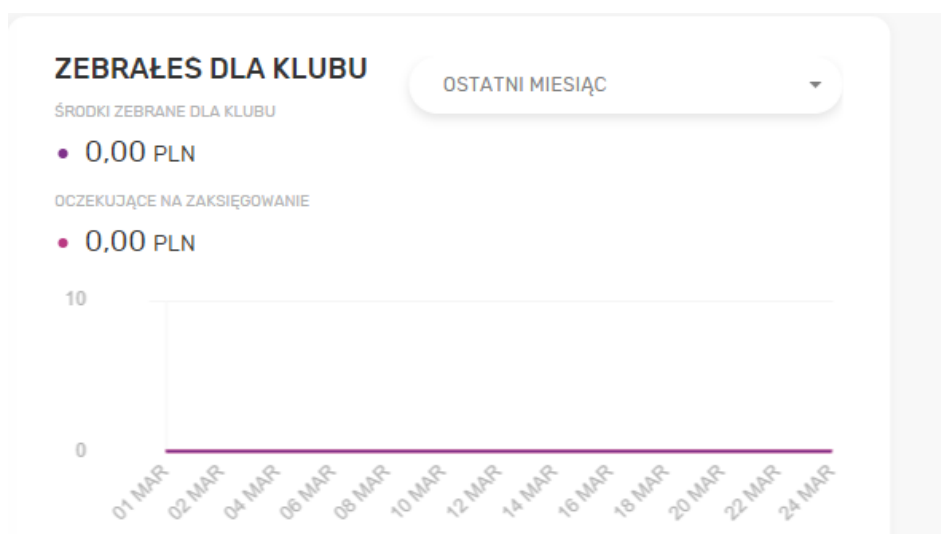 ZEBRAŁEŚ DLA KLUBU
OSTATNI MIESIĄC
ŚRODKI ZEBRANE DLA KLUBU
0,00 PLN
OCZEKUJĄCE NA ZAKSIĘGOWANIE
0,00 PLN
10
0
01 MAR
02 MAR
04 MAR
06 MAR
08 MAR
10 MAR
12 MAR
14 MAR
16 MAR
18 MAR
20 MAR
22 MAR
24 MAR